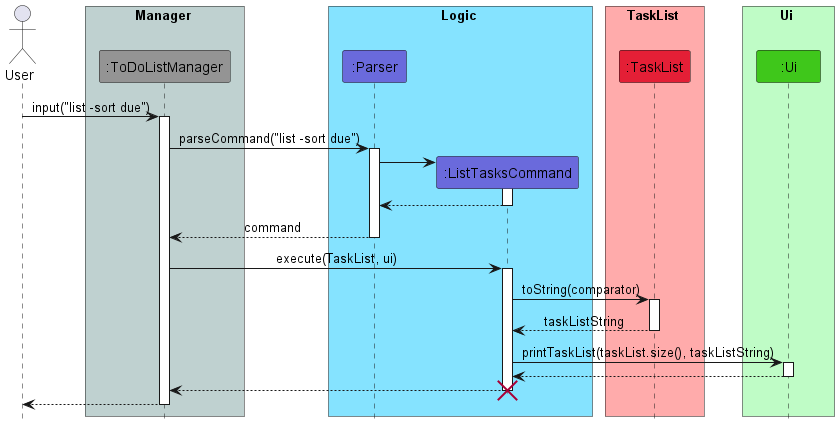 Manager
Logic
TaskList
Ui
User
:ToDoListManager
:Parser
:TaskList
:Ui
input("list -sort due")
parseCommand("list -sort due")
:ListTasksCommand
command
execute(TaskList, ui)
toString(comparator)
taskListString
printTaskList(taskList.size(), taskListString)